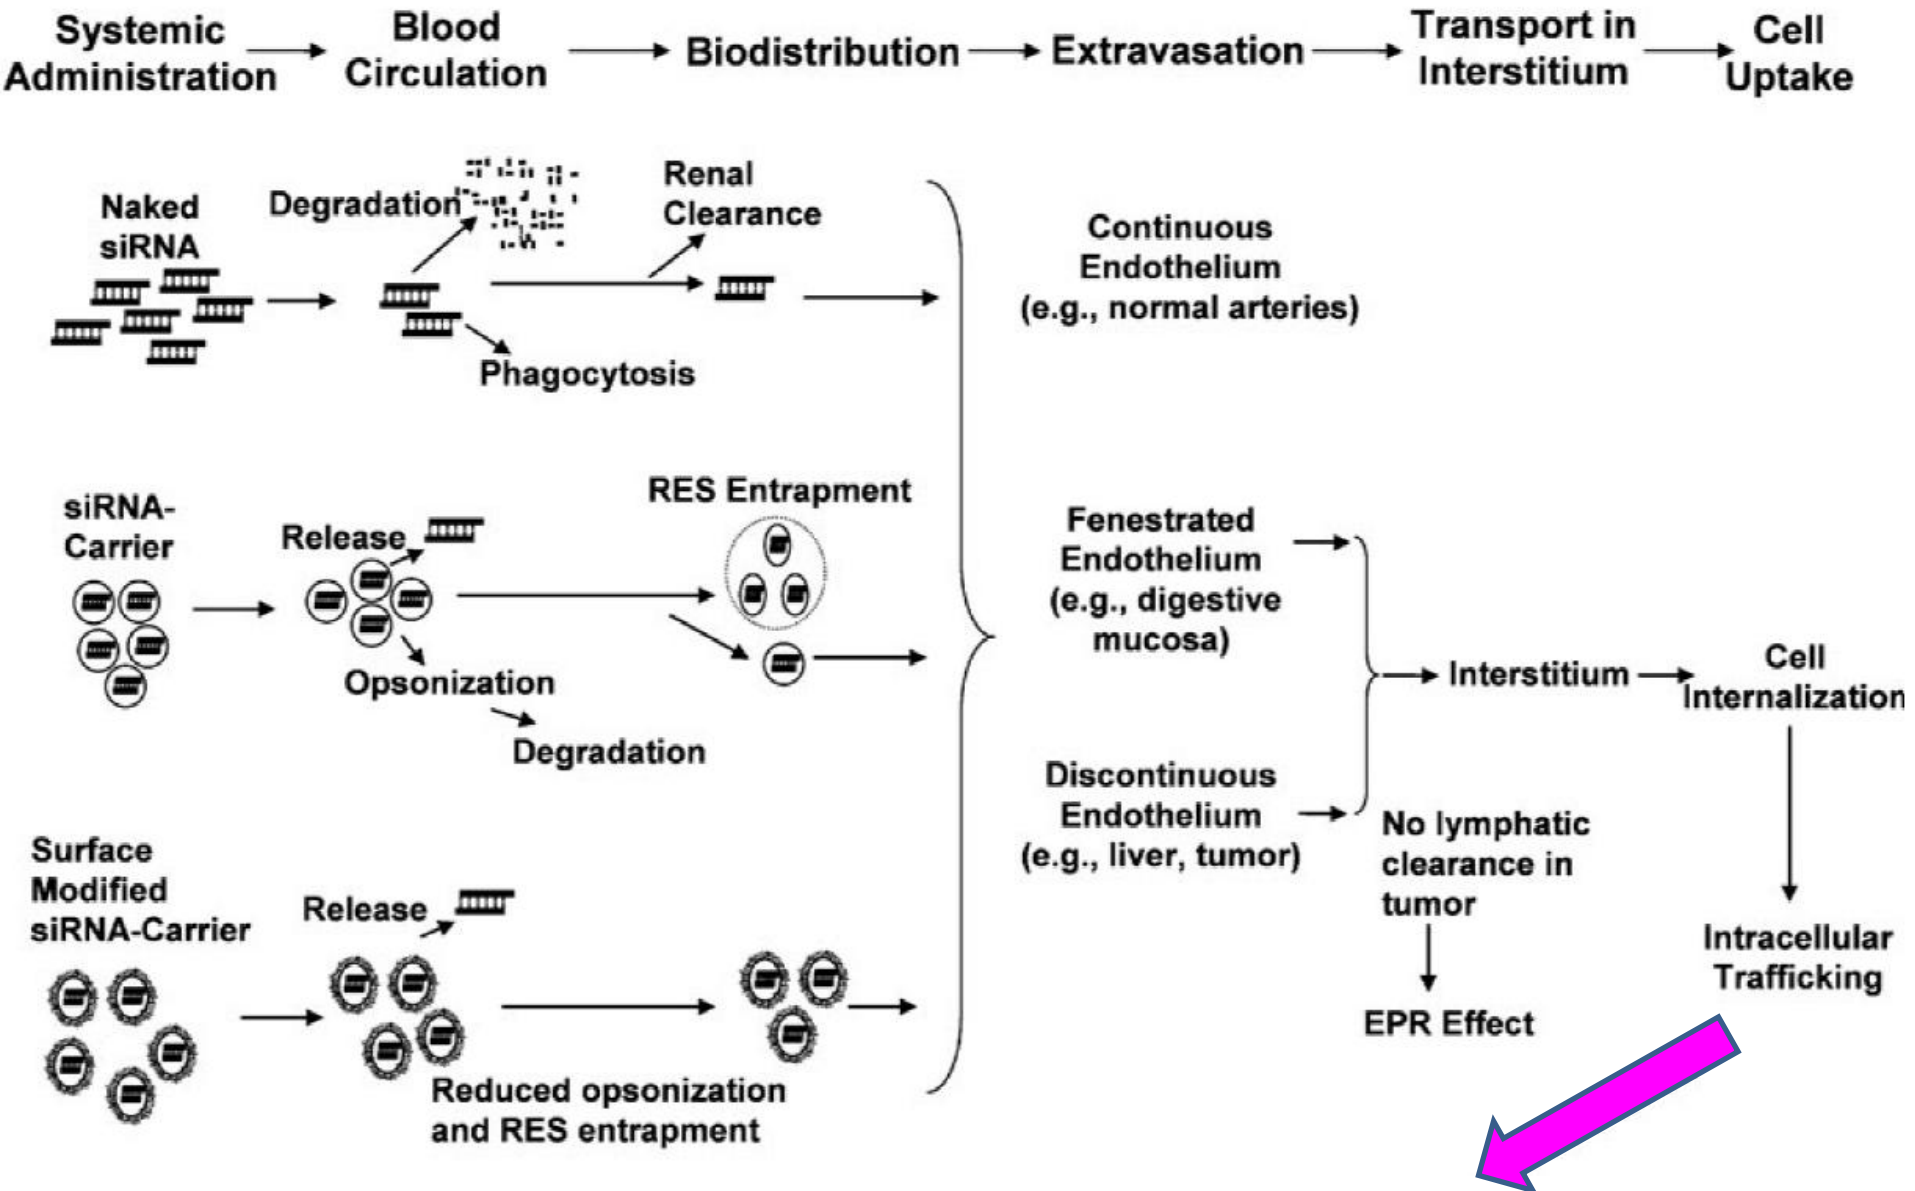 Systemic
Administration
Blood
Circulation
Biodistribution
Extravasation
Transport in
Interstitium
Cell
Uptake
Naked
siRNA
Degradation
Renal
Clearance
Phagocytosis
Continuous
Endothelium
(e.g., normal arteries)
siRNA-
Carrier
Release
Opsonization
Degradation
RES Entrapment
Fenestrated
Endothelium
(e.g., digestive
mucosa)
Interstitium
Cell
Internalization
Discontinuous
Endothelium
(e.g., liver, tumor)
No lymphatic
clearance in
tumor
EPR Effect
Intracellular
Trafficking
Surface
Modified
siRNA-Carrier
Release
Reduced opsonization
and RES entrapment